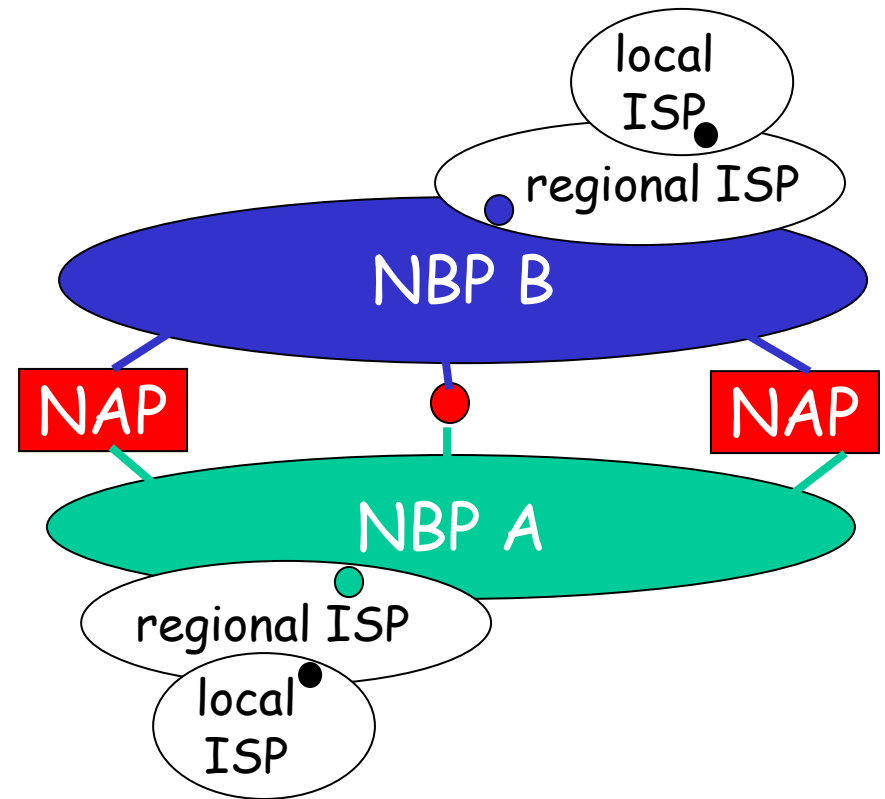 local
ISP
regional ISP
NBP B
NAP
NAP
NBP A
regional ISP
local
ISP